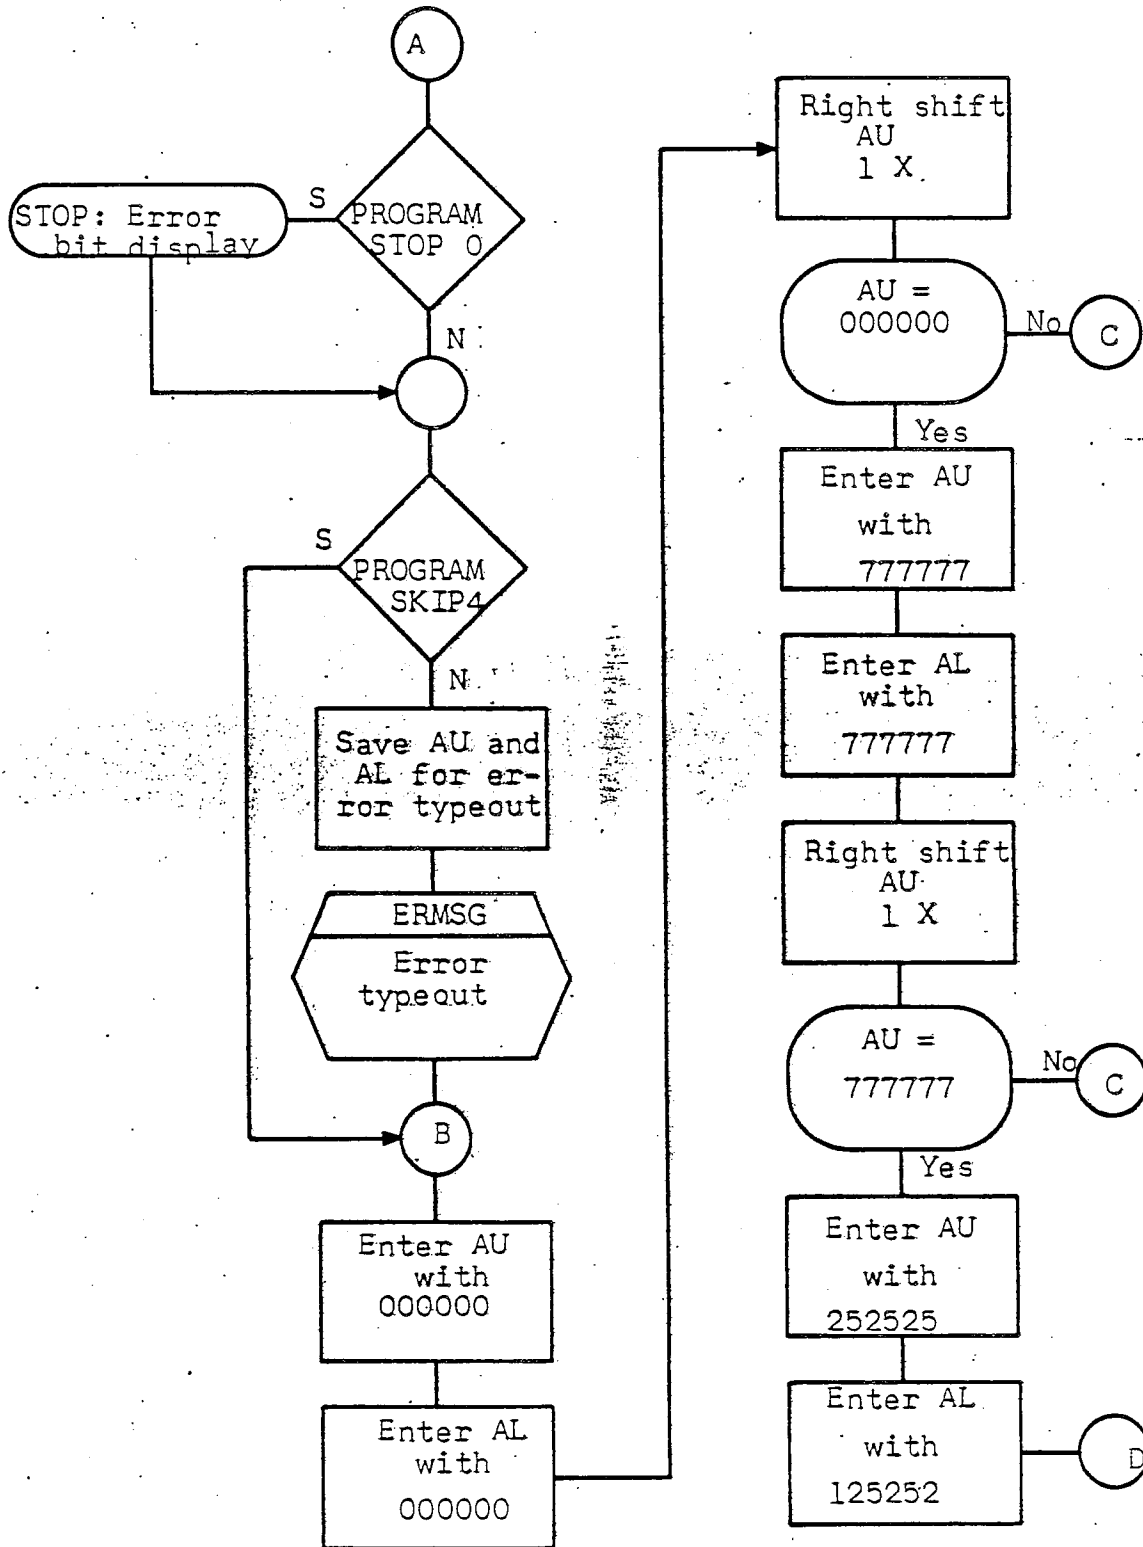 A
S
PROGRAM
STOP 0
STOP: Error
bit display
N
S
PROGRAM
SKIP4
N
Save AU and
AL for er-
ror typeout
ERMSG
Error
typeout
B
Enter AU
with
000000
Enter AL
with
000000
Right shift
AU
1 X
AU =
000000
No
C
Yes
Enter AU
with
777777
Enter AL
with
777777
Right shift
AU
1 X
AU =
777777
No
C
Yes
Enter AU
with
252525
Enter AL
with
125252
D